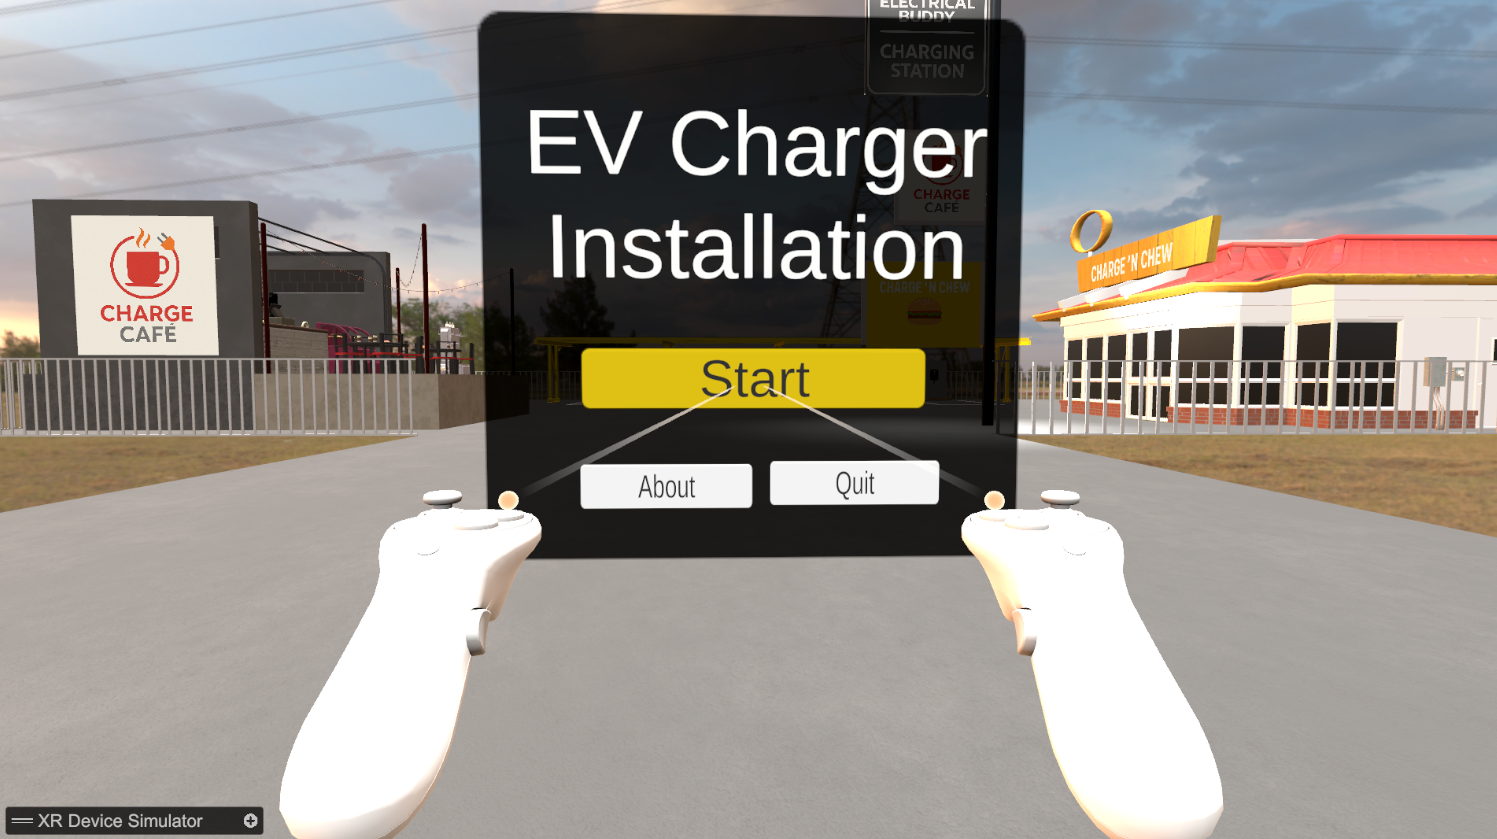 ELECTRICAL
BUDDY
CHARGING
STATION
EV Charger
Installation
CHARGE
CAFÉ
CHARGE 'N CHEW
Start
About
Quit
CHARGE
CAFÉ
CHARGE 'N CHEW
XR Device Simulator